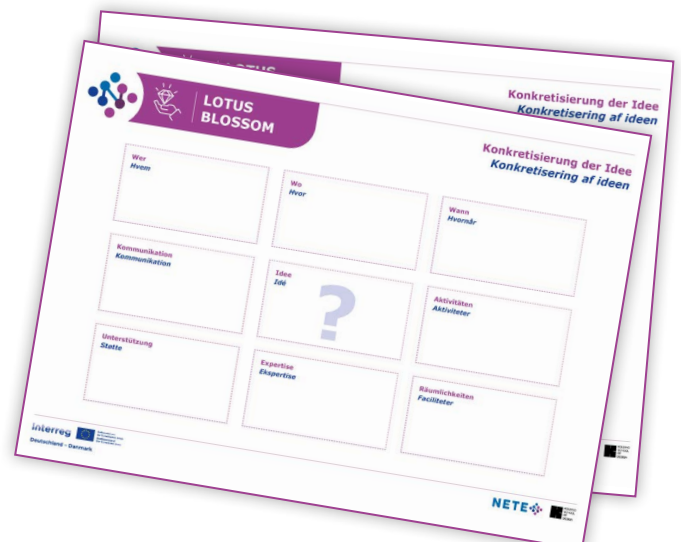 LOTUS
Konkretisierung der Idee
Konkretisering af ideen
LOTUS
BLOSSOM
Konkretisierung der Idee
Konkretisering af ideen
Wer
Hvem
Wo
Hvor
Wann
Hvornår
Kommunikation
Kommunikation
Idee
Idé
?
Aktivitäten
Aktiviteter
Unterstützung
Støtte
Expertise
Ekspertise
Räumlichkeiten
Faciliteter
Interreg
Deutschland - Danmark
NETE